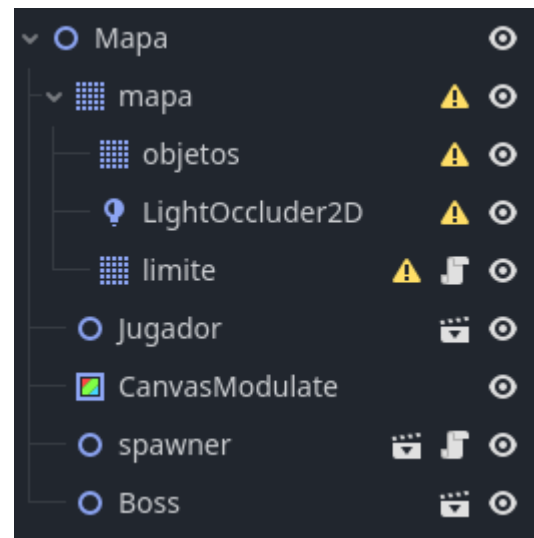 Mapa
mapa
objetos
LightOccluder2D
limite
Jugador
CanvasModulate
spawner
Boss